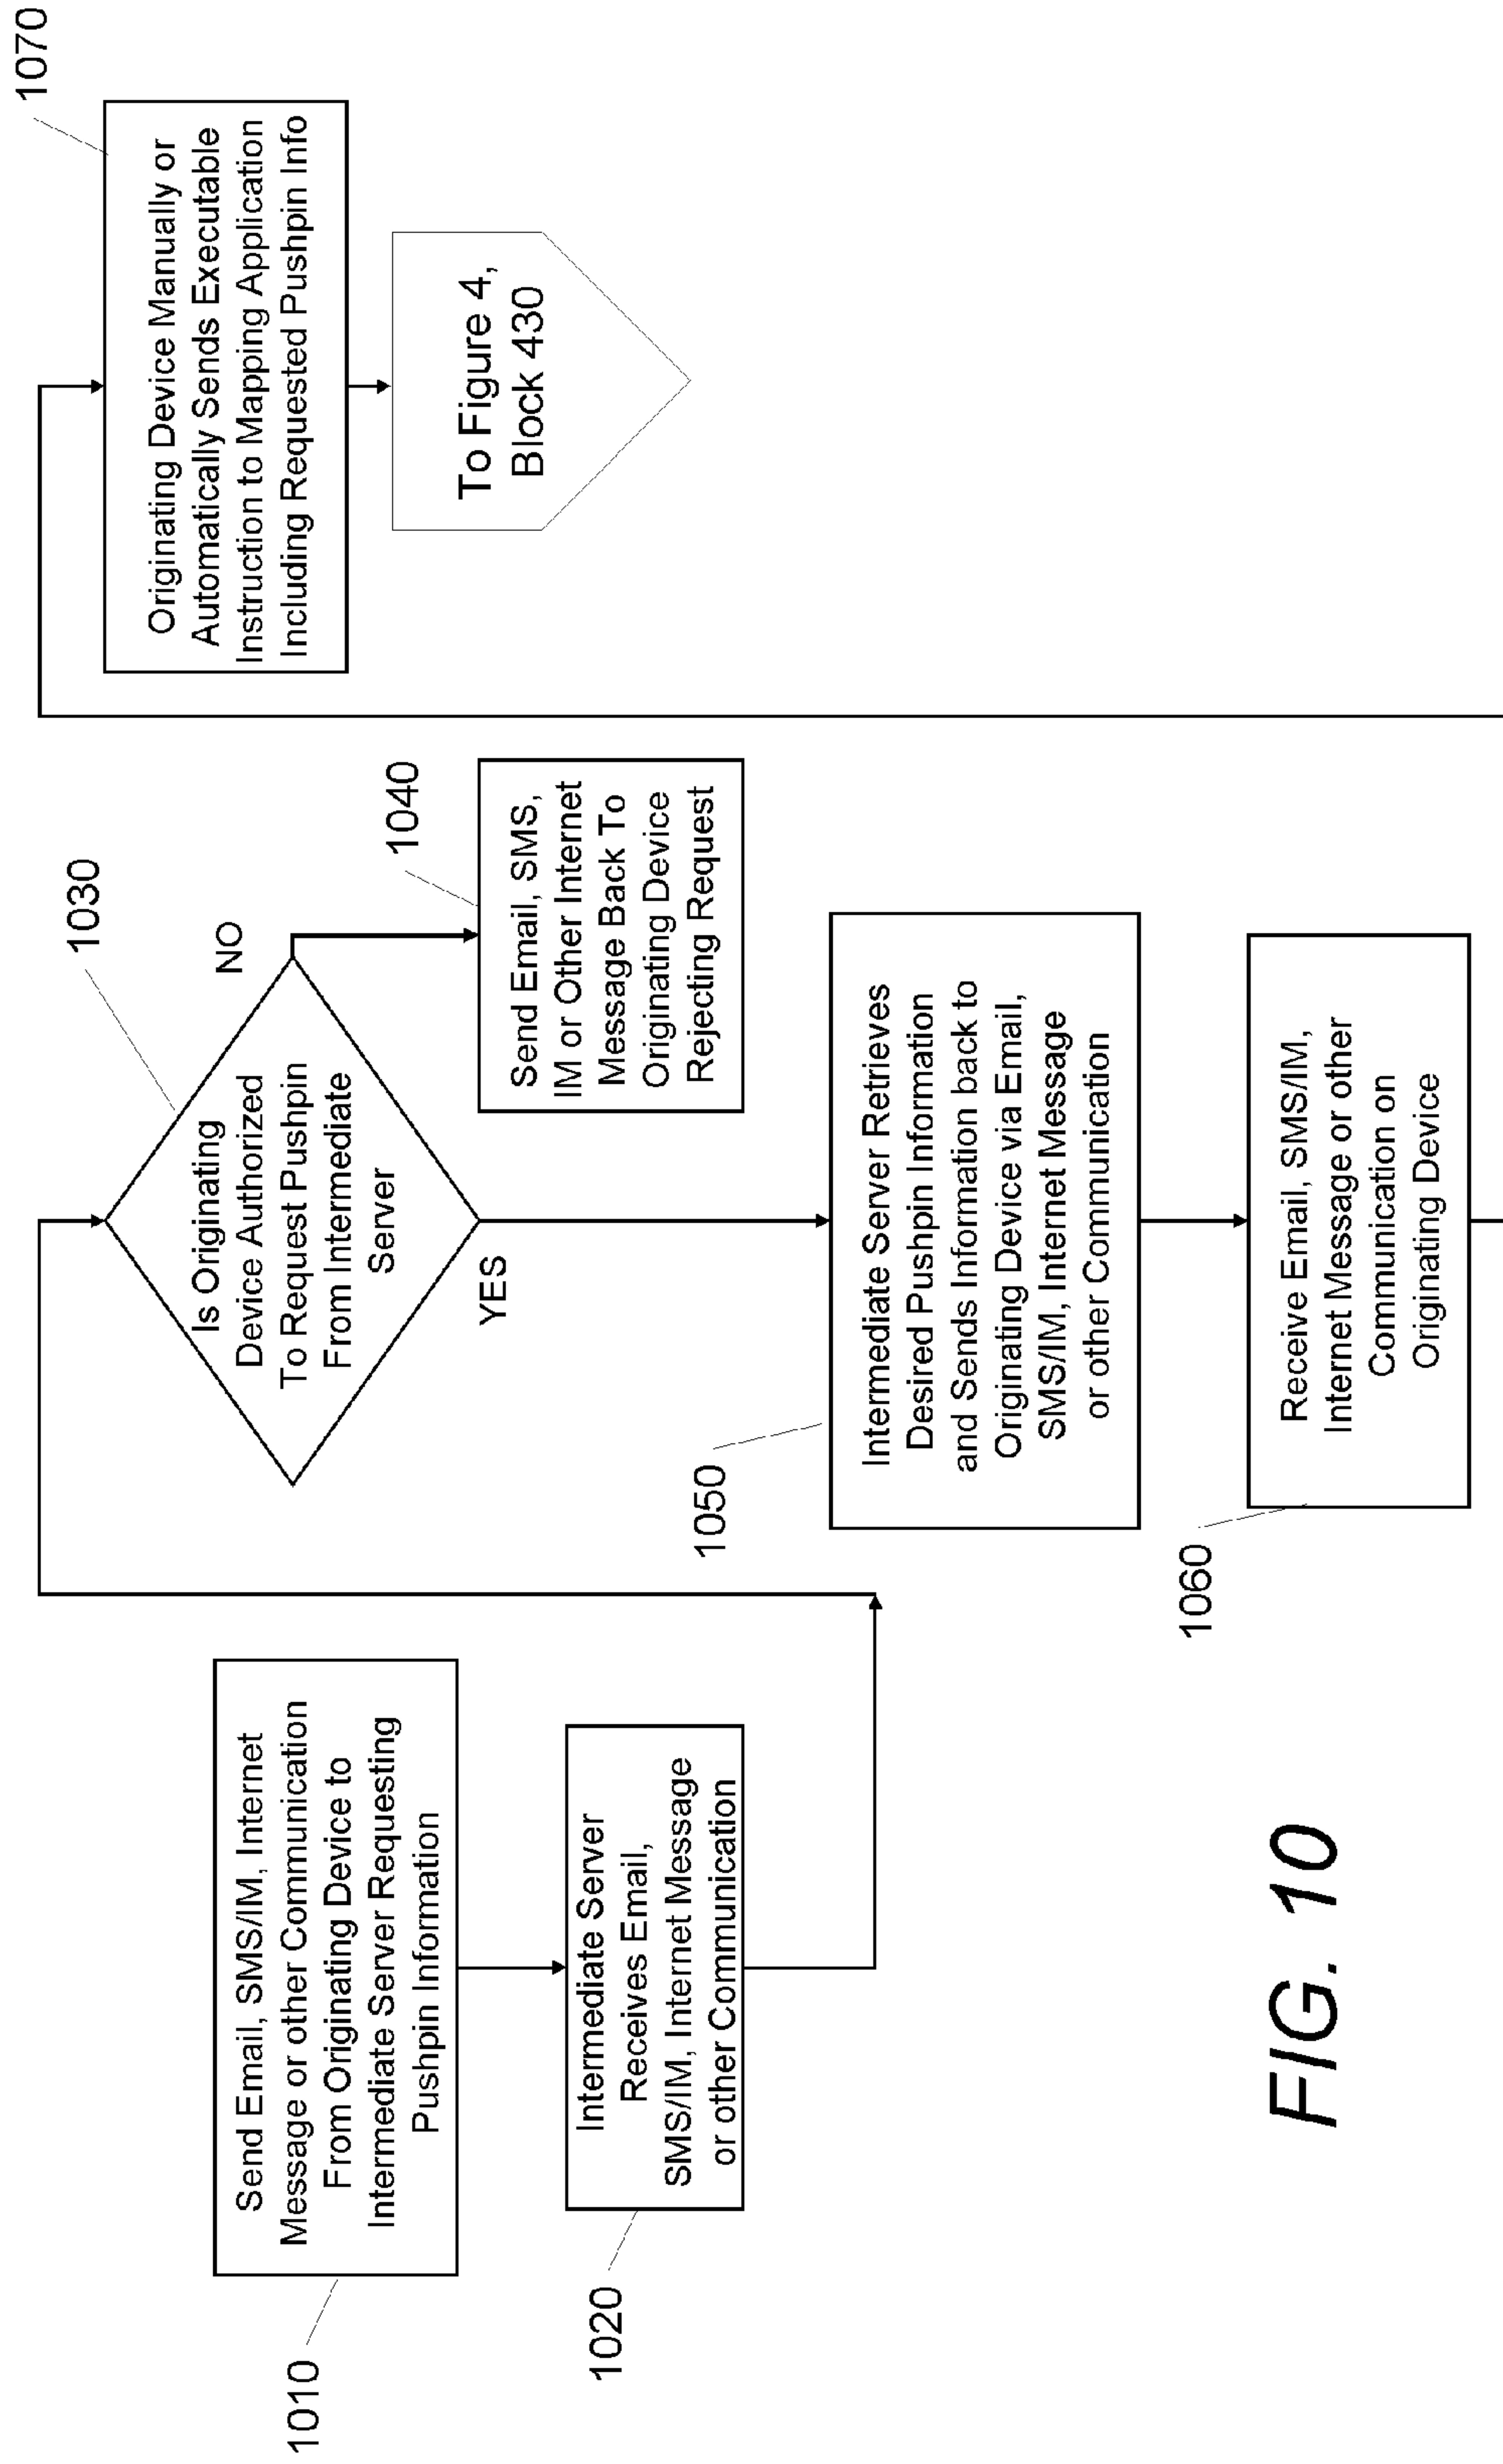 1010
Send Email, SMS/IM, Internet
Message or other Communication
From Originating Device to
Intermediate Server Requesting
Pushpin Information
1020
Intermediate Server
Receives Email,
SMS/IM, Internet Message
or other Communication
1030
Is Originating
Device Authorized
To Request Pushpin
From Intermediate
Server
NO
YES
1040
Send Email, SMS,
IM or Other Internet
Message Back To
Originating Device
Rejecting Request
1050
Intermediate Server Retrieves
Desired Pushpin Information
and Sends Information back to
Originating Device via Email,
SMS/IM, Internet Message
or other Communication
1060
Receive Email, SMS/IM,
Internet Message or other
Communication on
Originating Device
1070
Originating Device Manually or
Automatically Sends Executable
Instruction to Mapping Application
Including Requested Pushpin Info
To Figure 4,
Block 430
FIG. 10